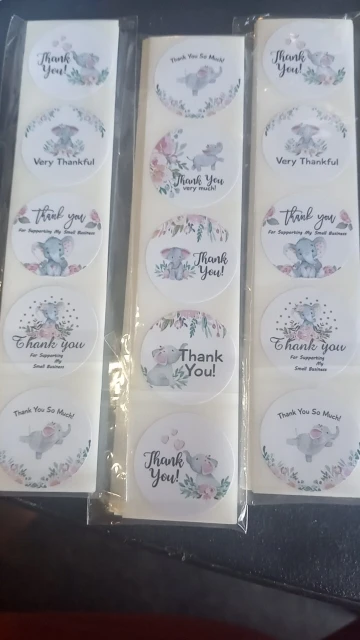 Thank
You!
Very Thankful
Thank you
For Supporting My Small Business
Thank you
For Supporting
My
Small Business
Thank You So Much!
Thank You So Much!
Thank You
very much!
Thank
You!
Thank
You!
Thank
You!
Thank
You!
Very Thankful
Thank you
For Supporting My Small Business
Thank you
For Supporting
My
Small Business
Thank You So Much!